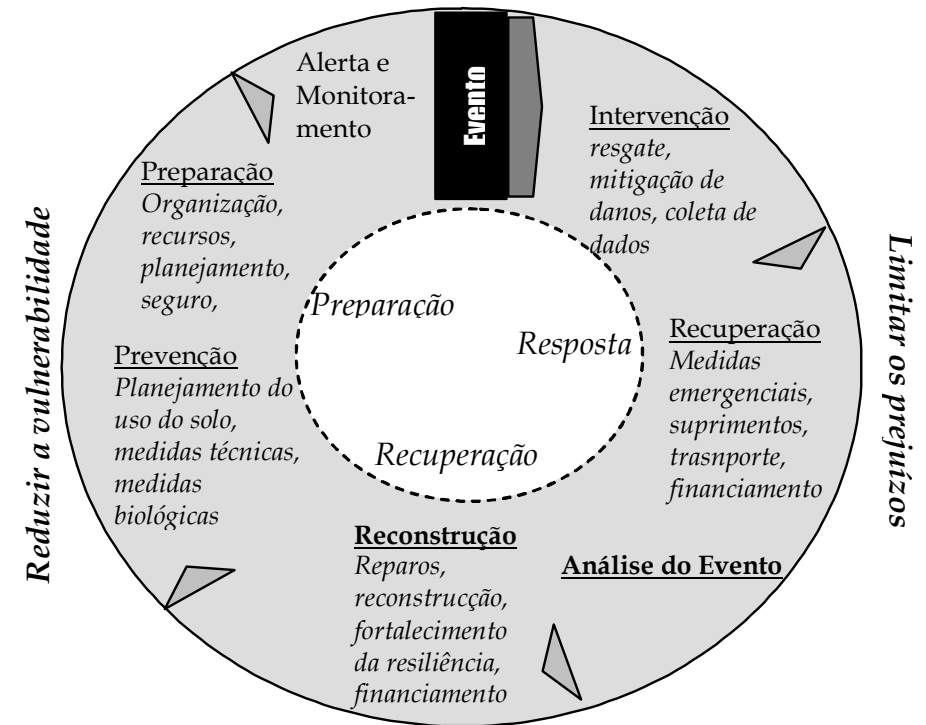 Alerta e
Monitora-
mento
Evento
Intervenção
resgate,
mitigação de
danos, coleta de
dados
Preparação
Organização,
recursos,
planejamento,
seguro,
Reduzir a vulnerabilidade
Limitar os prejuízos
Preparação
Resposta
Recuperação
Recuperação
Medidas
emergenciais,
suprimentos,
trasnporte,
financiamento
Prevenção
Planejamento do
uso do solo,
medidas técnicas,
medidas
biológicas
Reconstrução
Reparos,
reconstrucção,
fortalecimento
da resiliência,
financiamento
Análise do Evento